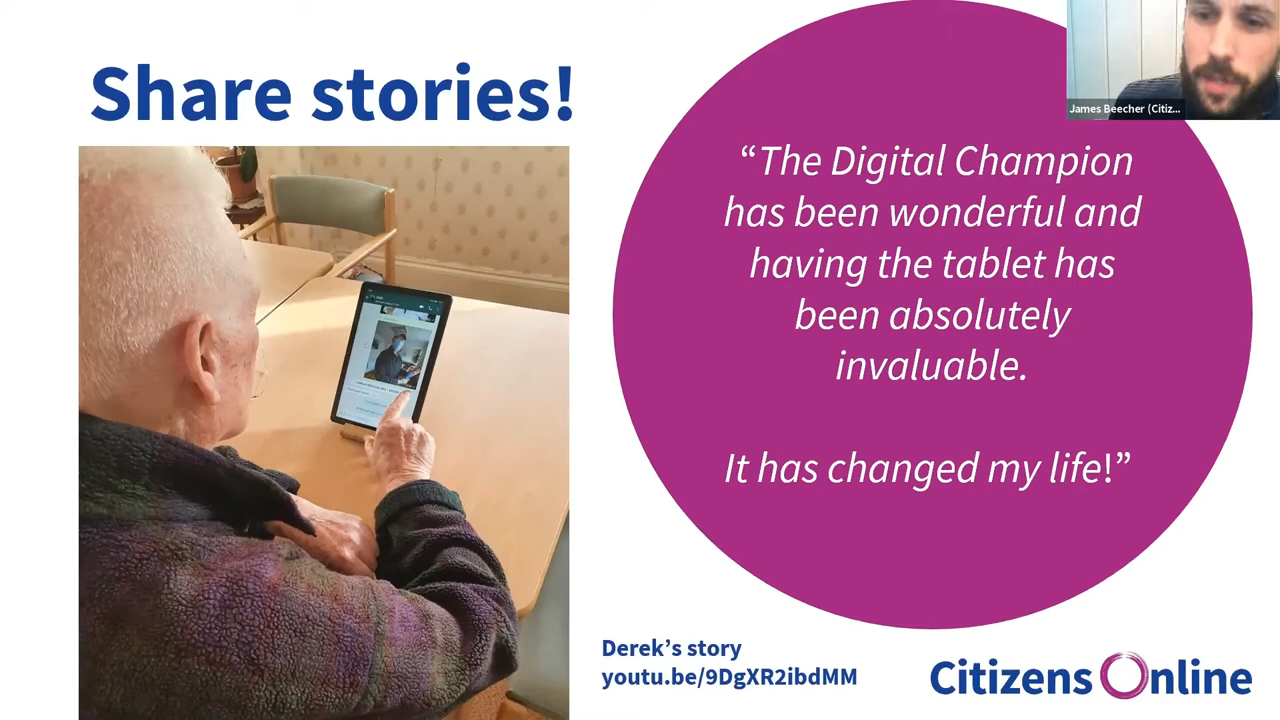 Share stories!
James Beecher (Citiz...
“The Digital Champion
has been wonderful and
having the tablet has
been absolutely
invaluable.
It has changed my life!”
Derek’s story
youtu.be/9DgXR2ibdMM
Citizens Online